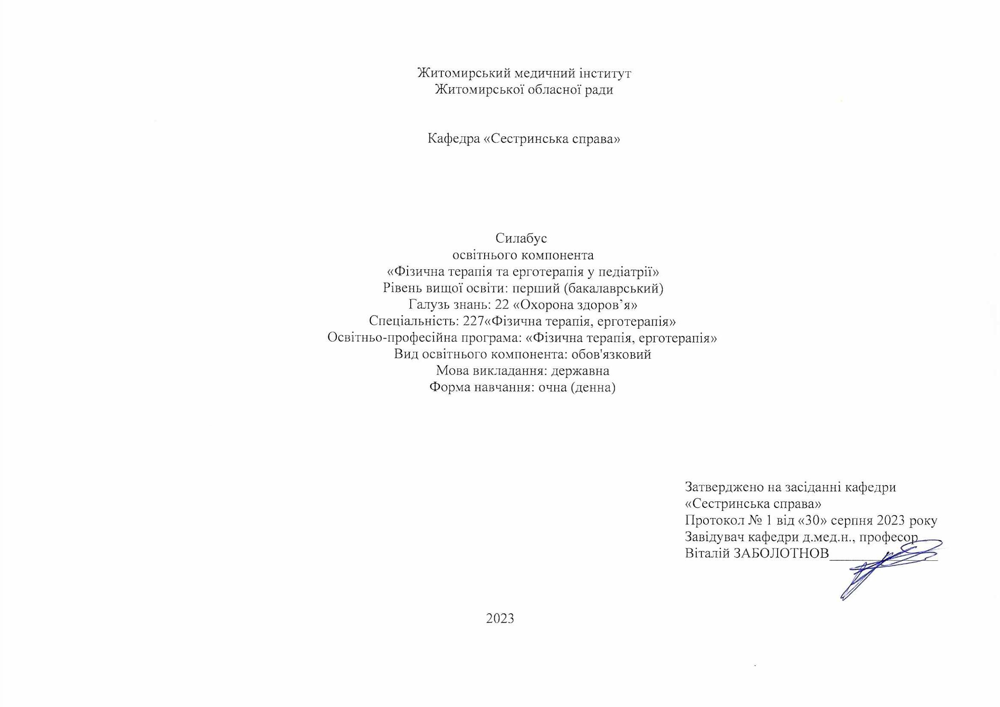 Житомирський медичний інститут
Житомирської обласної ради
Кафедра «Сестринська справа»
Силабус
освітнього компонента
«Фізична терапія та ерготерапія у педіатрії»
Рівень вищої освіти: перший (бакалаврський)
Галузь знань: 22 «Охорона здоров’я»
Спеціальність: 227«Фізична терапія, ерготерапія»
Освітньо-професійна програма: «Фізична терапія, ерготерапія»
Вид освітнього компонента: обов'язковий
Мова викладання: державна
Форма навчання: очна (денна)
Затверджено на засіданні кафедри
«Сестринська справа»
Протокол № 1 від «30» серпня 2023 року
Завідувач кафедри д.мед.н., професор
Віталій ЗАБОЛОТНОВ
2023